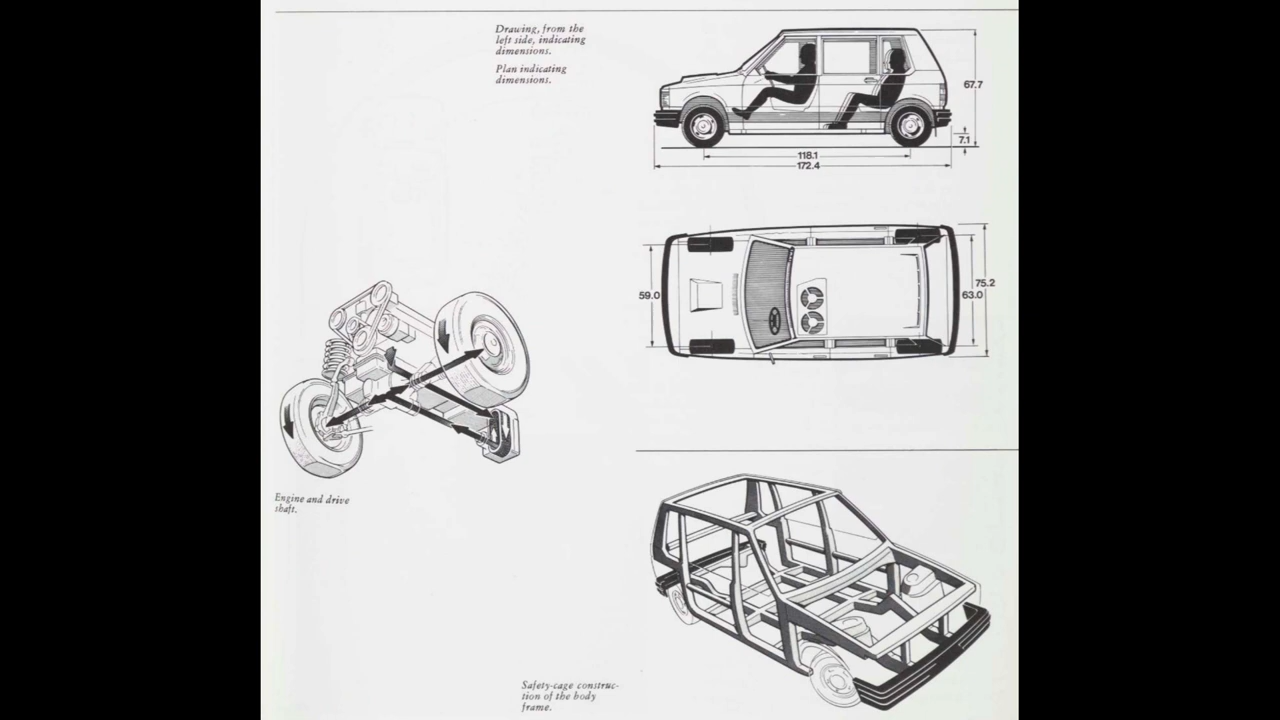 Drawing, from the
left side, indicating
dimensions.
Plan indicating
dimensions.
67.7
7.1
118.1
172.4
59.0
75.2
63.0
Engine and drive
shaft.
Safety-cage construc-
tion of the body
frame.